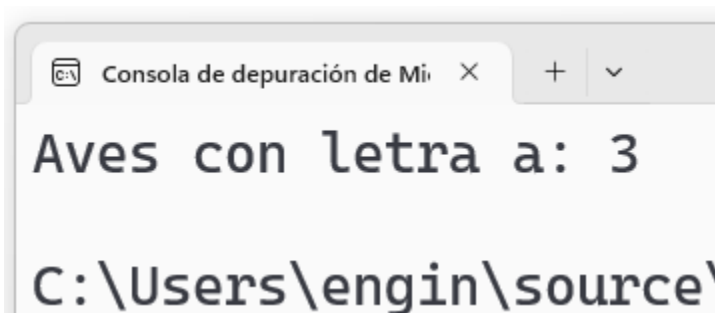 Consola de depuración de Mi
Aves con letra a: 3
C:\Users\engin\source\